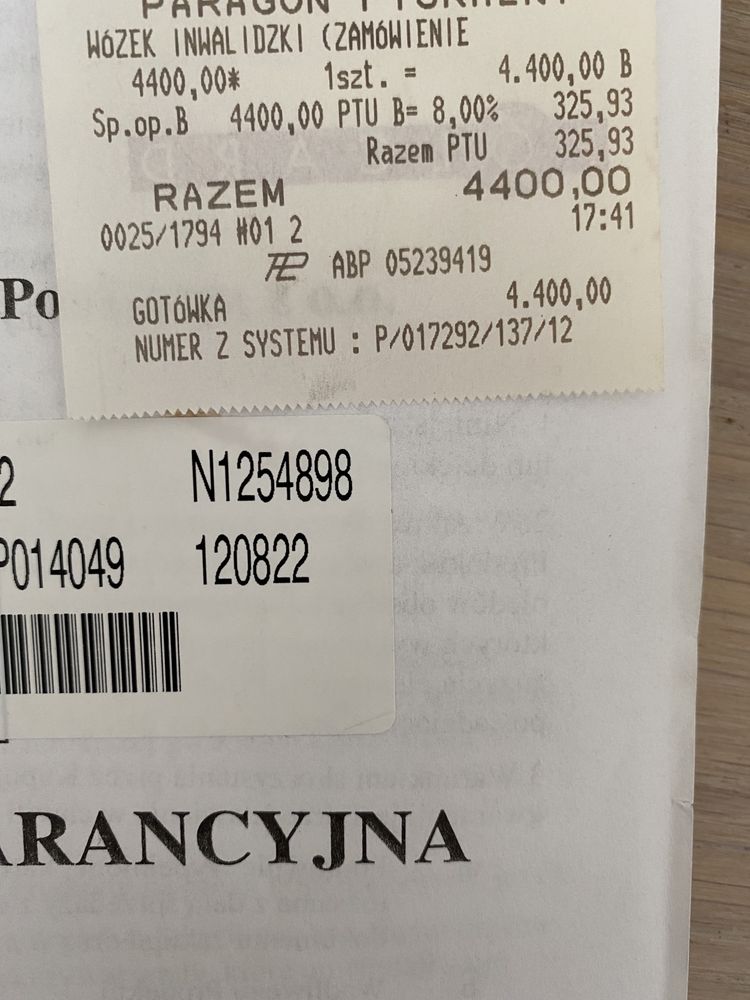 PARAGON
WÓZEK INWALIDZKI (ZAMÓWIENIE
4400,00* 1szt. = 4.400,00 B
Sp.op.B 4400,00 PTU B= 8,00% 325,93
Razem PTU 325,93
RAZEM 4400,00
0025/1794 #01 2 17:41
ABP 05239419
GOTÓWKA 4.400,00
NUMER Z SYSTEMU : P/017292/137/12
Po
2 N1254898
P014049 120822
ARANCYJNA